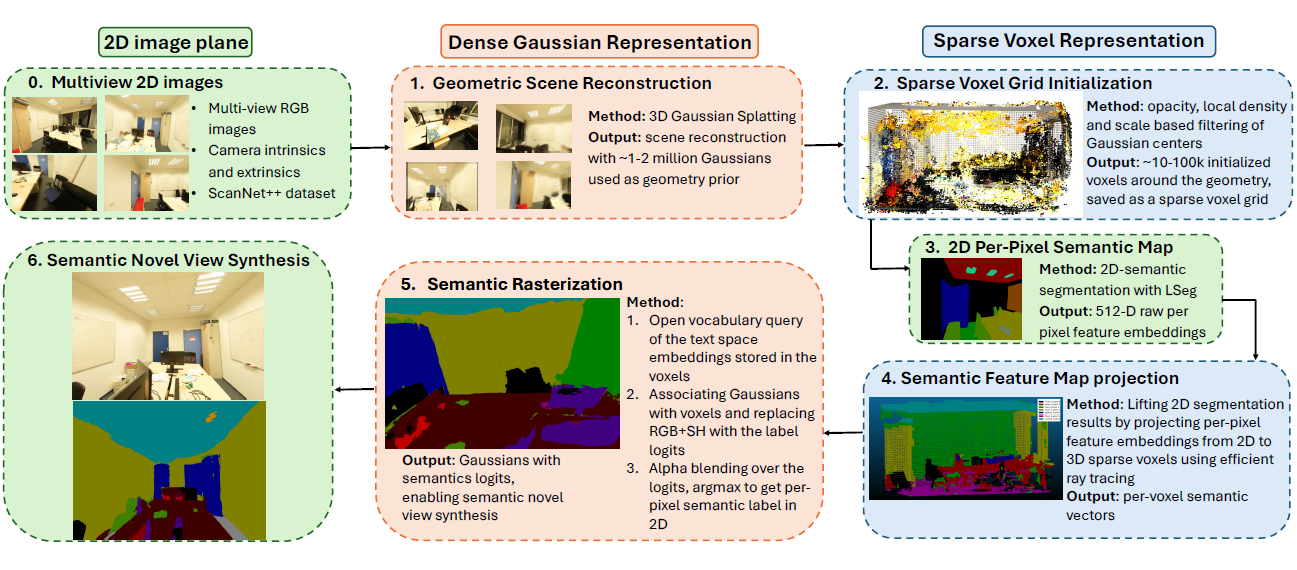 2D image plane
Dense Gaussian Representation
Sparse Voxel Representation
0. Multiview 2D images
• Multi-view RGB
images
• Camera intrinsics
and extrinsics
• ScanNet++ dataset
1. Geometric Scene Reconstruction
Method: 3D Gaussian Splatting
Output: scene reconstruction
with ~1-2 million Gaussians
used as geometry prior
2. Sparse Voxel Grid Initialization
Method: opacity, local density
and scale based filtering of
Gaussian centers
Output: ~10-100k initialized
voxels around the geometry,
saved as a sparse voxel grid
3. 2D Per-Pixel Semantic Map
Method: 2D-semantic
segmentation with LSeg
Output: 512-D raw per
pixel feature embeddings
4. Semantic Feature Map projection
Method: Lifting 2D segmentation
results by projecting per-pixel
feature embeddings from 2D to
3D sparse voxels using efficient
ray tracing
Output: per-voxel semantic
vectors
5. Semantic Rasterization
Method:
1. Open vocabulary query
of the text space
embeddings stored in the
voxels
2. Associating Gaussians
with voxels and replacing
RGB+SH with the label
logits
3. Alpha blending over the
logits, argmax to get per-
pixel semantic label in
2D
Output: Gaussians with
semantics logits,
enabling semantic novel
view synthesis
6. Semantic Novel View Synthesis